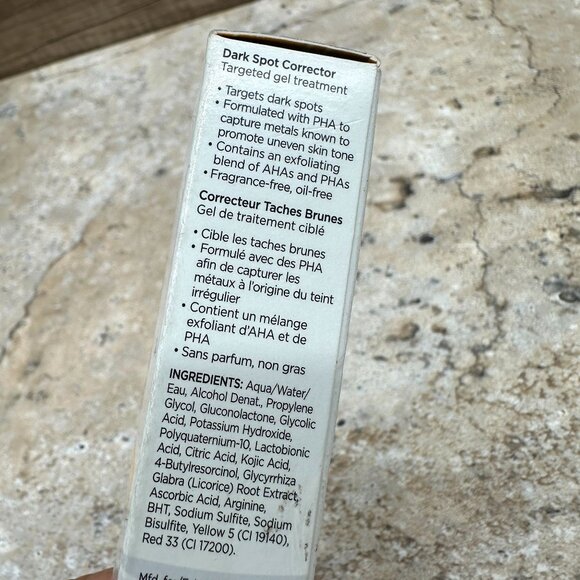 Dark Spot Corrector
Targeted gel treatment
• Targets dark spots
• Formulated with PHA to
capture metals known to
promote uneven skin tone
• Contains an exfoliating
blend of AHAs and PHAs
• Fragrance-free, oil-free
Correcteur Taches Brunes
Gel de traitement ciblé
• Cible les taches brunes
• Formulé avec des PHA
afin de capturer les
métaux à l'origine du teint
irrégulier
• Contient un mélange
exfoliant d'AHA et de
PHA
• Sans parfum, non gras
INGREDIENTS: Aqua/Water/
Eau, Alcohol Denat., Propylene
Glycol, Gluconolactone, Glycolic
Acid, Potassium Hydroxide,
Polyquaternium-10, Lactobionic
Acid, Citric Acid, Kojic Acid,
4-Butylresorcinol, Glycyrrhiza
Glabra (Licorice) Root Extract,
Ascorbic Acid, Arginine,
BHT, Sodium Sulfite, Sodium
Bisulfite, Yellow 5 (CI 19140),
Red 33 (CI 17200).